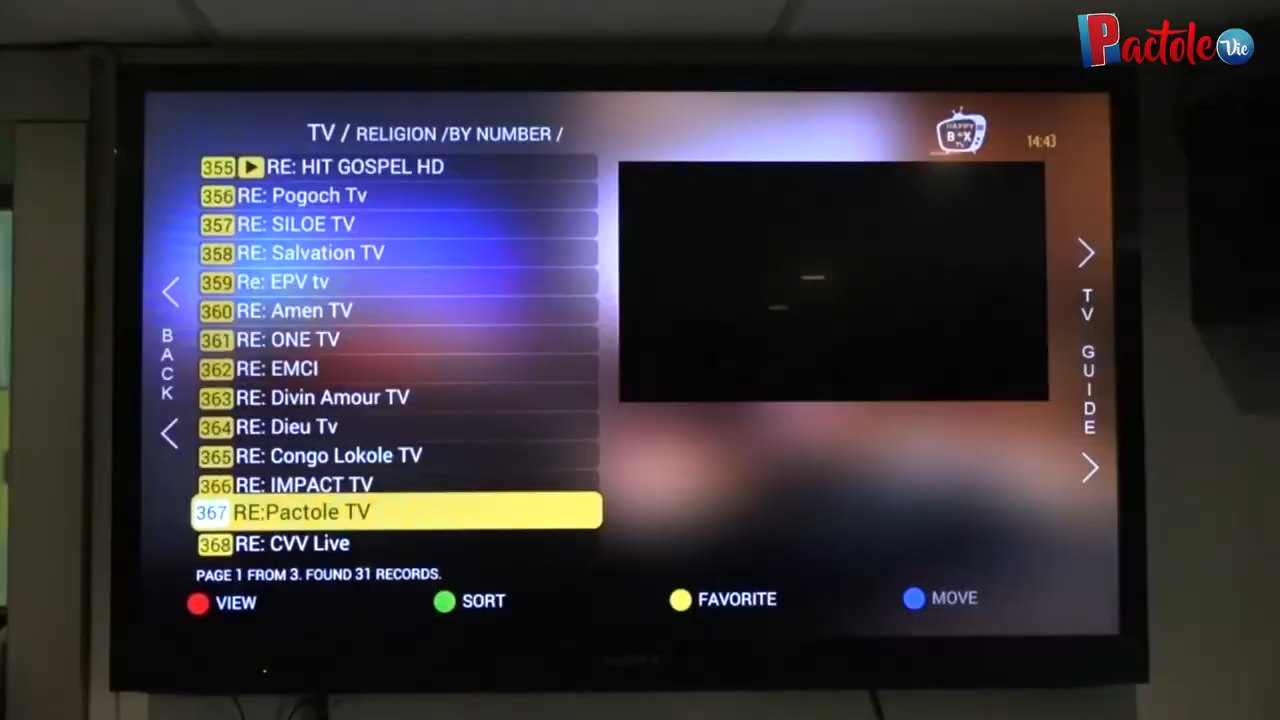 Pactole Vie
TV / RELIGION /BY NUMBER /
HAPPY
B X
TV
14:43
355 RE: HIT GOSPEL HD
356 RE: Pogoch Tv
357 RE: SILOE TV
358 RE: Salvation TV
359 Re: EPV tv
360 RE: Amen TV
361 RE: ONE TV
362 RE: EMCI
363 RE: Divin Amour TV
364 RE: Dieu Tv
365 RE: Congo Lokole TV
366 RE: IMPACT TV
367 RE:Pactole TV
368 RE: CVV Live
BACK
TV GUIDE
PAGE 1 FROM 3. FOUND 31 RECORDS.
VIEW
SORT
FAVORITE
MOVE